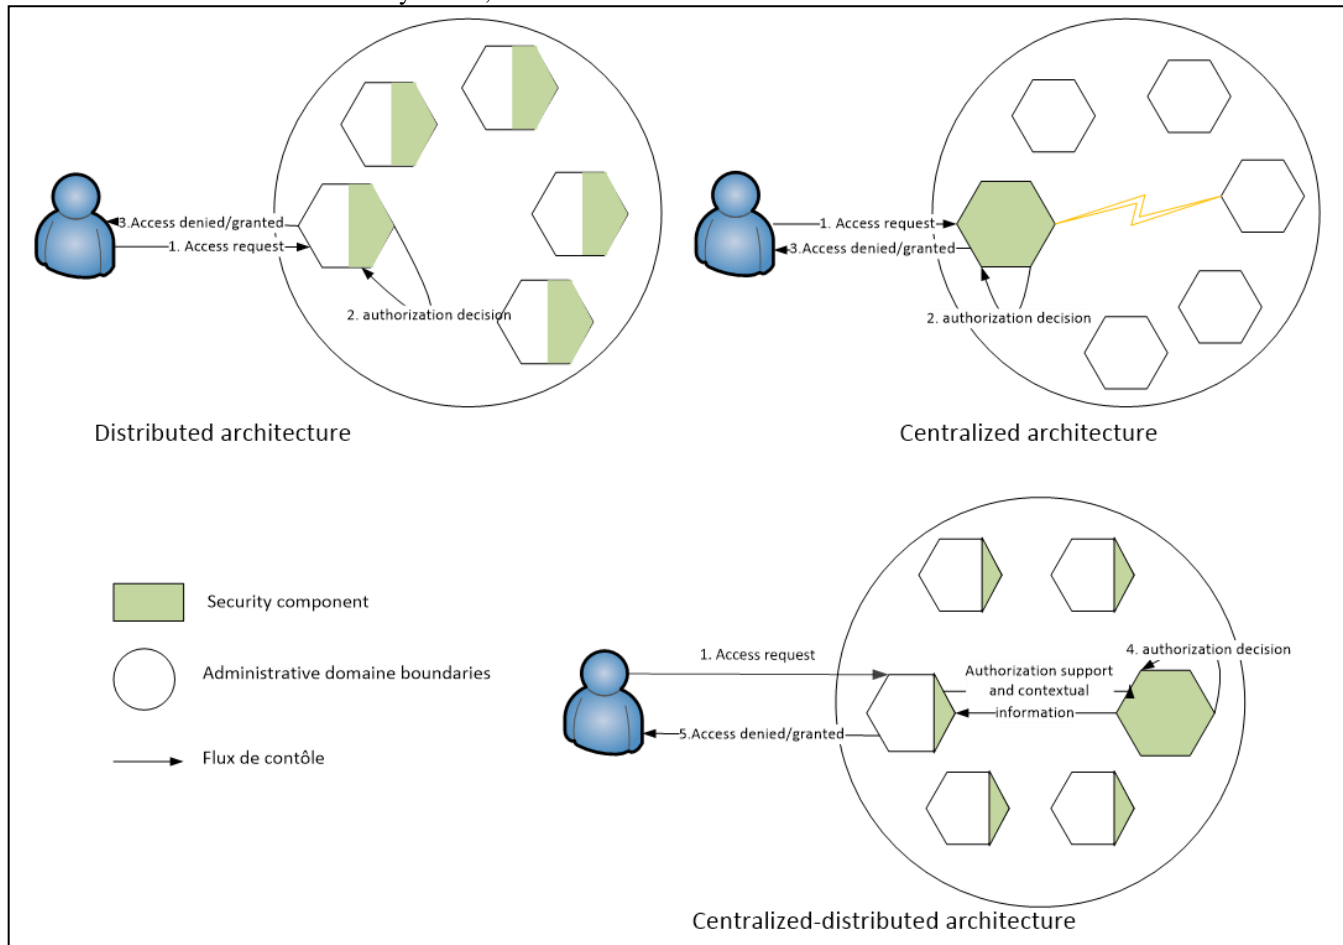 3.Access denied/granted
1. Access request
2. authorization decision
Distributed architecture
1. Access request
3.Access denied/granted
2. authorization decision
Centralized architecture
Security component
Administrative domaine boundaries
Flux de contôle
1. Access request
4. authorization decision
Authorization support
and contextual
information
5.Access denied/granted
Centralized-distributed architecture